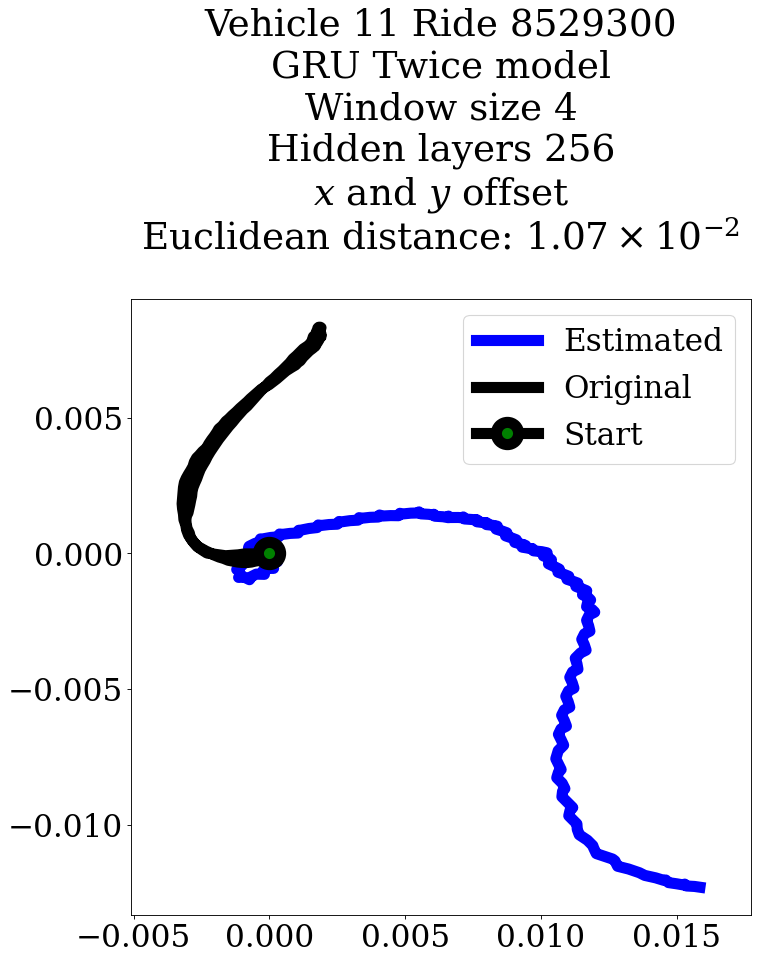 Vehicle 11 Ride 8529300
GRU Twice model
Window size 4
Hidden layers 256
x and y offset
Euclidean distance: 1.07 × 10⁻²
Estimated
Original
Start
0.005
0.000
−0.005
−0.010
−0.005 0.000 0.005 0.010 0.015